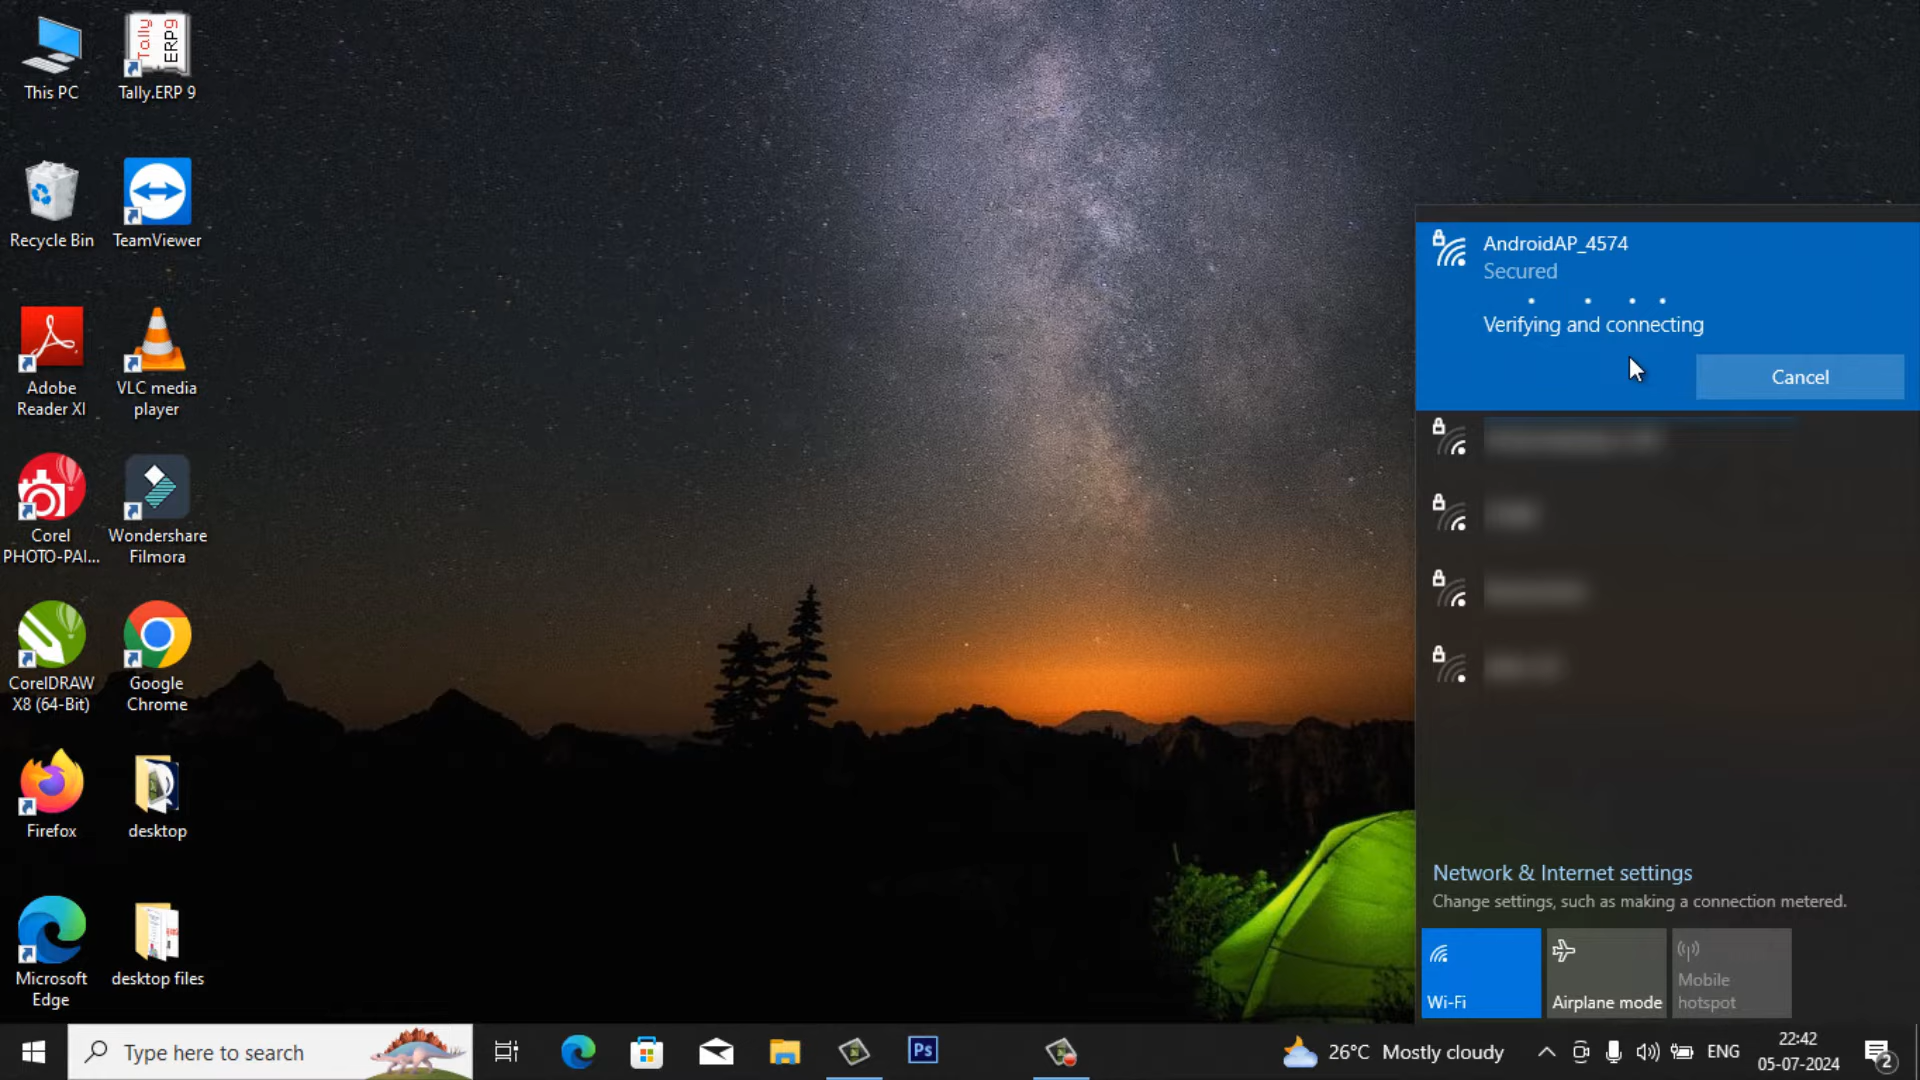 This PC
Tally
ERP9
Tally.ERP 9
Recycle Bin
TeamViewer
Adobe
Reader XI
VLC media
player
Corel
PHOTO-PAI...
Wondershare
Filmora
CorelDRAW
X8 (64-Bit)
Google
Chrome
Firefox
desktop
Microsoft
Edge
desktop files
AndroidAP_4574
Secured
Verifying and connecting
Cancel
Network & Internet settings
Change settings, such as making a connection metered.
Wi-Fi
Airplane mode
Mobile
hotspot
Type here to search
Ps
26°C Mostly cloudy
ENG
22:42
05-07-2024
2